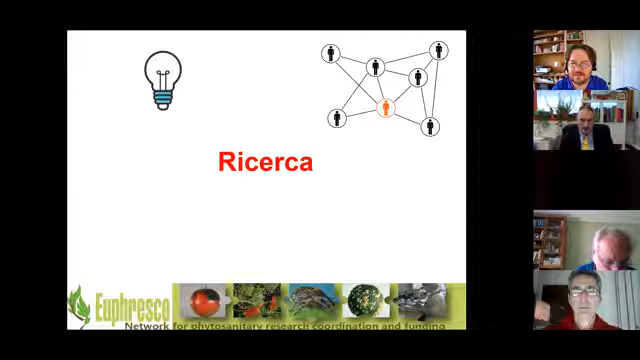 Ricerca
Euphresco
Network for phytosanitary research coordination and funding